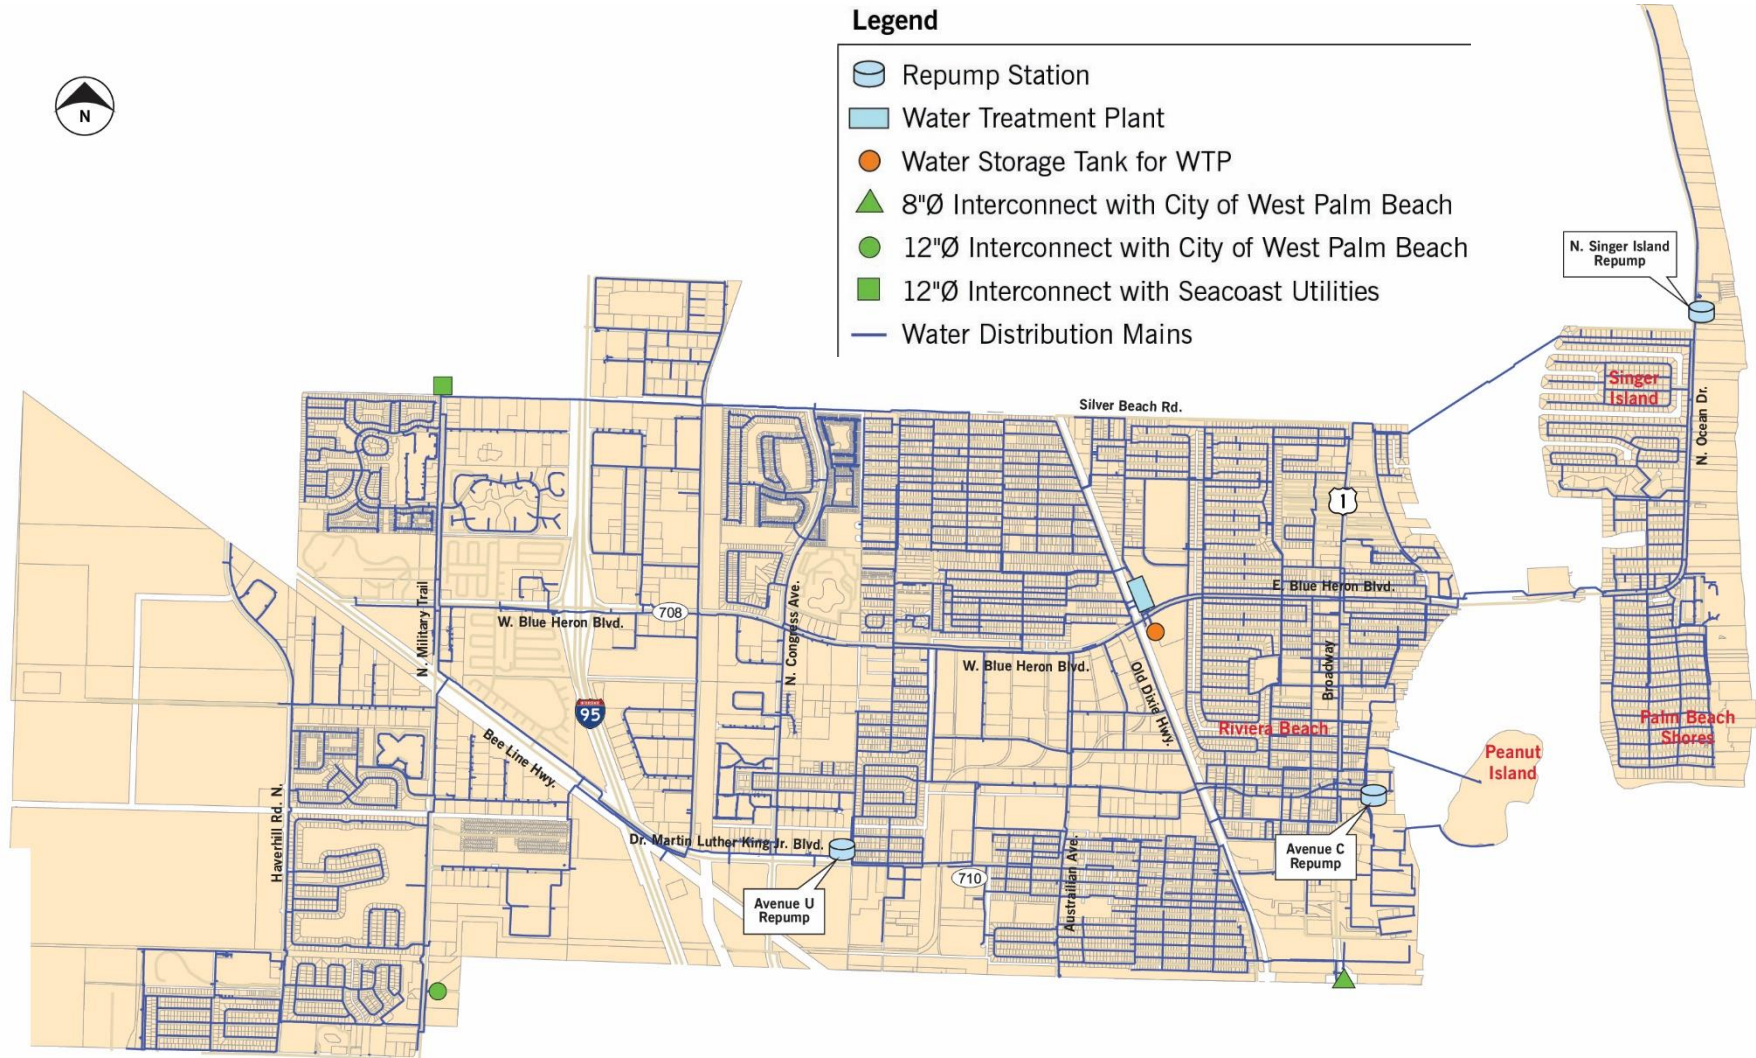 Legend
Repump Station
Water Treatment Plant
Water Storage Tank for WTP
8"Ø Interconnect with City of West Palm Beach
12"Ø Interconnect with City of West Palm Beach
12"Ø Interconnect with Seacoast Utilities
Water Distribution Mains
N
N. Singer Island
Repump
Singer
Island
N. Ocean Dr.
Silver Beach Rd.
1
E. Blue Heron Blvd.
N. Military Trail
W. Blue Heron Blvd.
708
N. Congress Ave.
W. Blue Heron Blvd.
Old Dixie Hwy.
Broadway
95
Riviera Beach
Palm Beach
Shores
Peanut
Island
Bee Line Hwy.
Haverhill Rd. N.
Dr. Martin Luther King Jr. Blvd.
710
Austrailian Ave.
Avenue U
Repump
Avenue C
Repump